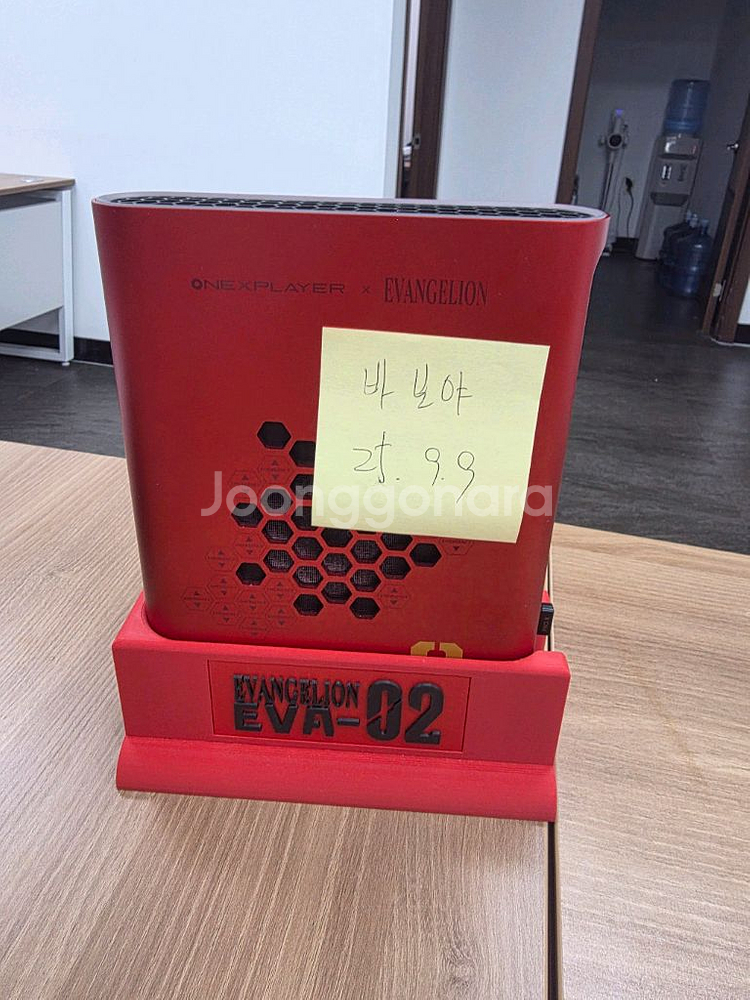 ONEXPLAYER × EVANGELION
바보야
25. 9.9
Joonggonara
EVANGELION
EVA-02